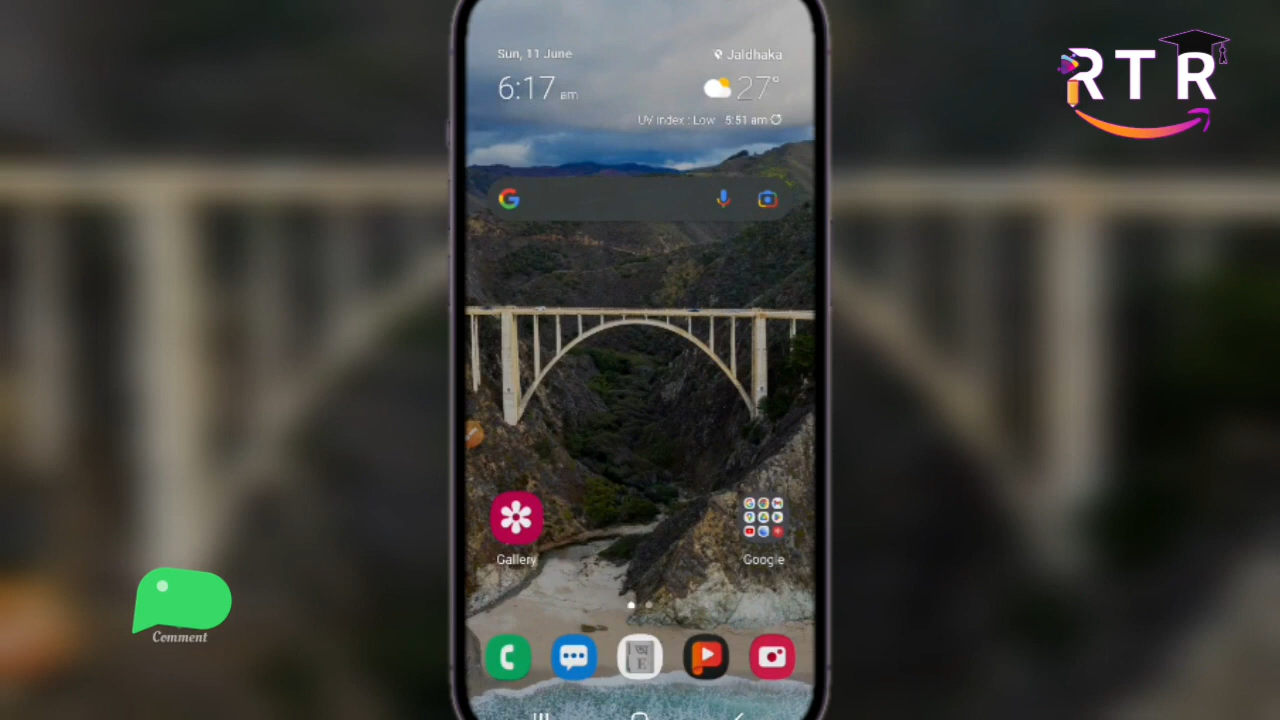 Sun, 11 June
Jaldhaka
6:17 am
27°
UV index : Low 5:51 am
RTR
Gallery
Google
অ
E
Comment